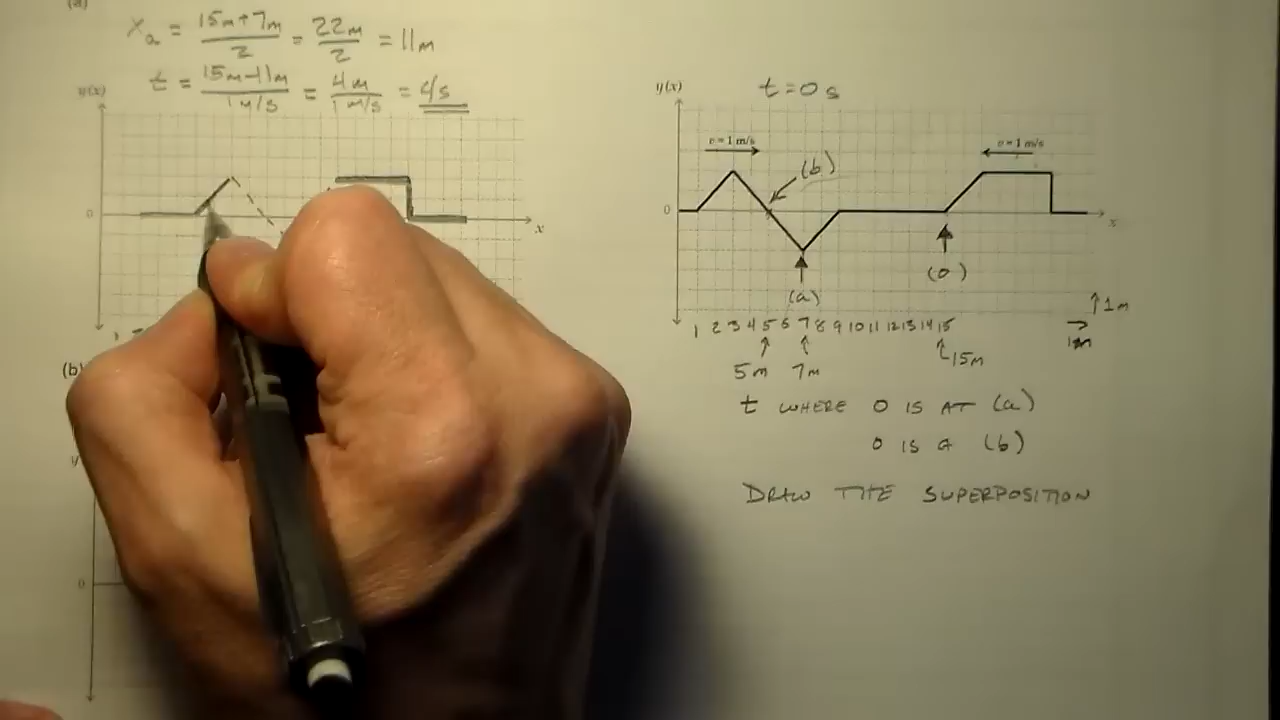 (a)
Xa = 15m+7m / 2 = 22m / 2 = 11m
t = 15m-11m / 1m/s = 4m / 1m/s = 4s
y(x)
0
x
(b)
y
0
y(x)
t=0s
v = 1 m/s
v = 1 m/s
(b)
0
x
(o)
(a)
1m
1 2 3 4 5 6 7 8 9 10 11 12 13 14 15
1m
5m 7m 15m
t WHERE O IS AT (a)
O IS A (b)
DRAW THE SUPERPOSITION